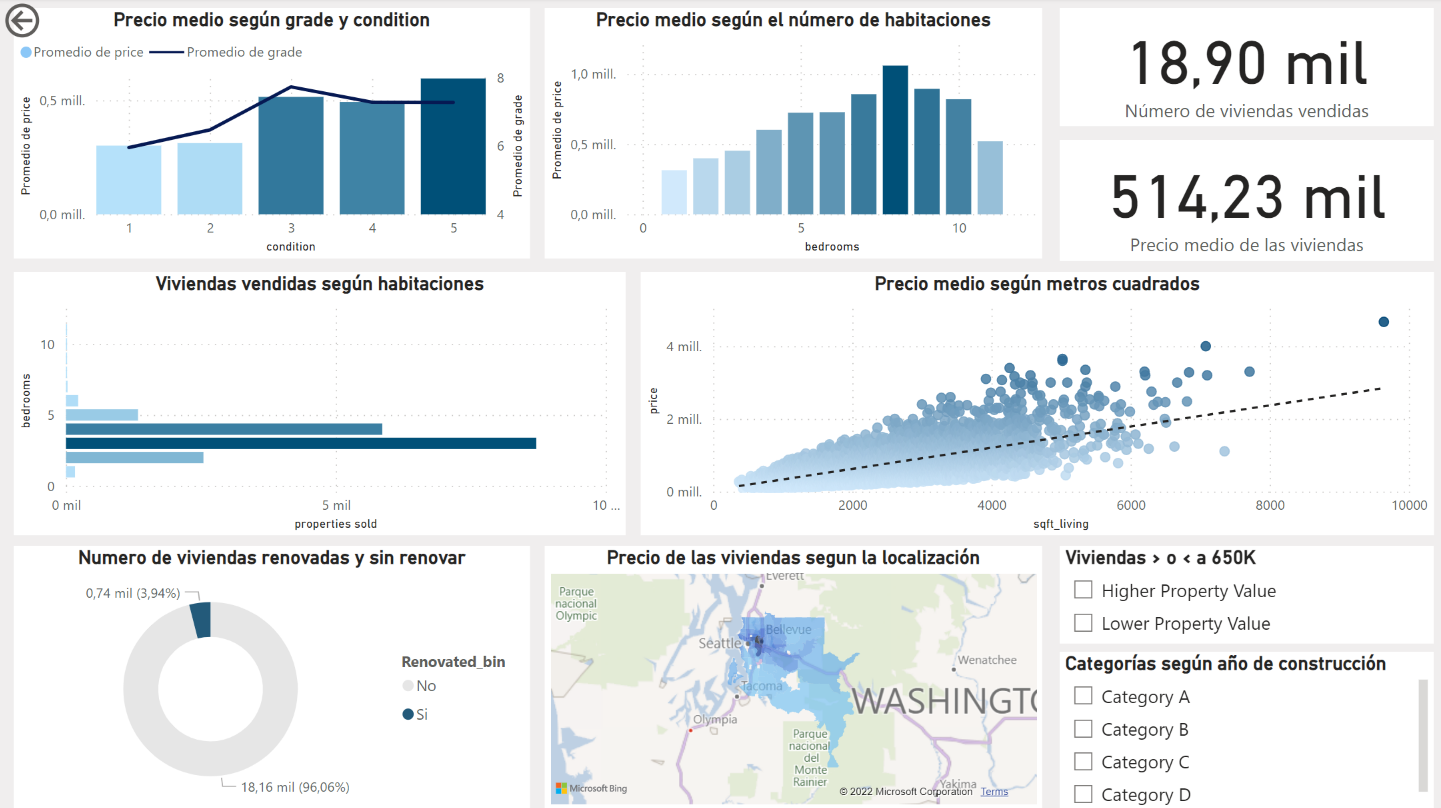 Precio medio según grade y condition
Promedio de price
Promedio de grade
Promedio de price
0,5 mill.
0,0 mill.
8
6
4
Promedio de grade
1
2
3
4
5
condition
Precio medio según el número de habitaciones
Promedio de price
1,0 mill.
0,5 mill.
0,0 mill.
0
5
10
bedrooms
18,90 mil
Número de viviendas vendidas
514,23 mil
Precio medio de las viviendas
Viviendas vendidas según habitaciones
bedrooms
10
5
0
0 mil
5 mil
10 ...
properties sold
Precio medio según metros cuadrados
price
4 mill.
2 mill.
0 mill.
0
2000
4000
6000
8000
10000
sqft_living
Numero de viviendas renovadas y sin renovar
0,74 mil (3,94%)
18,16 mil (96,06%)
Renovated_bin
No
Si
Precio de las viviendas segun la localización
Everett
Parque
nacional
Olympic
Bellevue
Seattle
Wenatchee
Tacoma
WASHINGTO
Olympia
Parque
nacional
del
Monte
Rainier
Yakima
Microsoft Bing
© 2022 Microsoft Corporation Terms
Viviendas > o < a 650K
Higher Property Value
Lower Property Value
Categorías según año de construcción
Category A
Category B
Category C
Category D